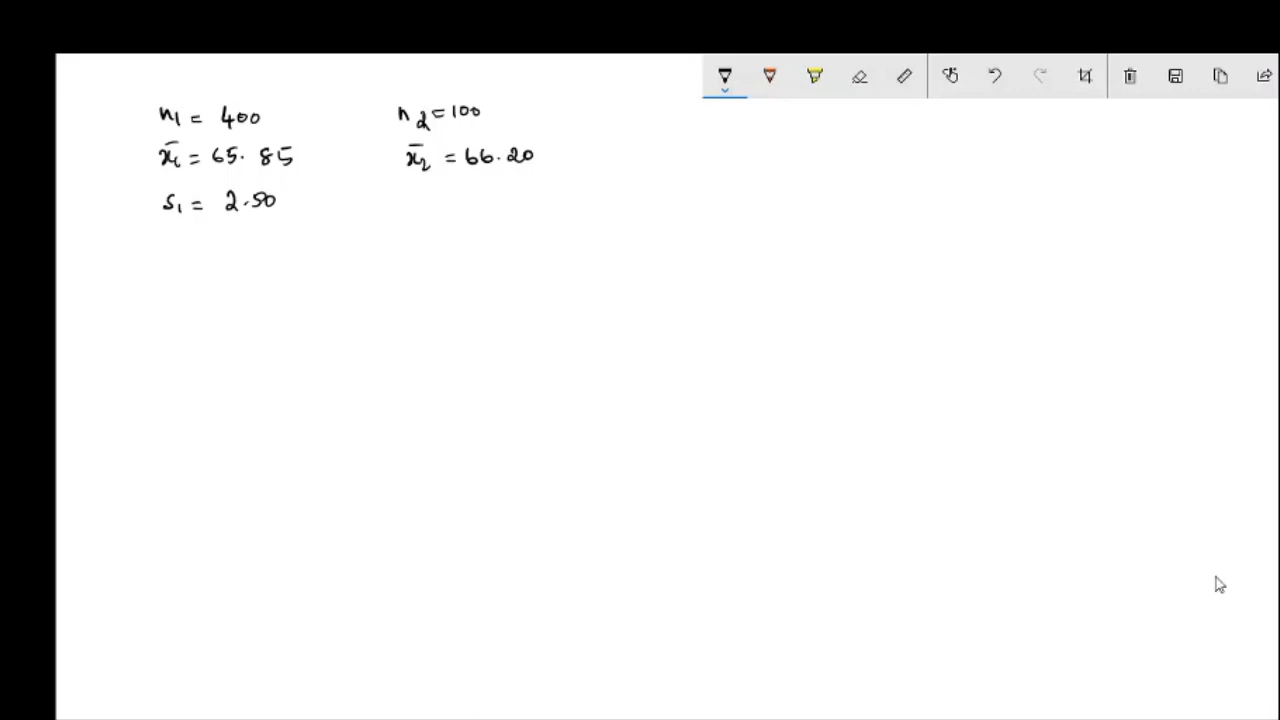 n₁ = 400 n₂ = 100
x̄₁ = 65.85 x̄₂ = 66.20
s₁ = 2.50